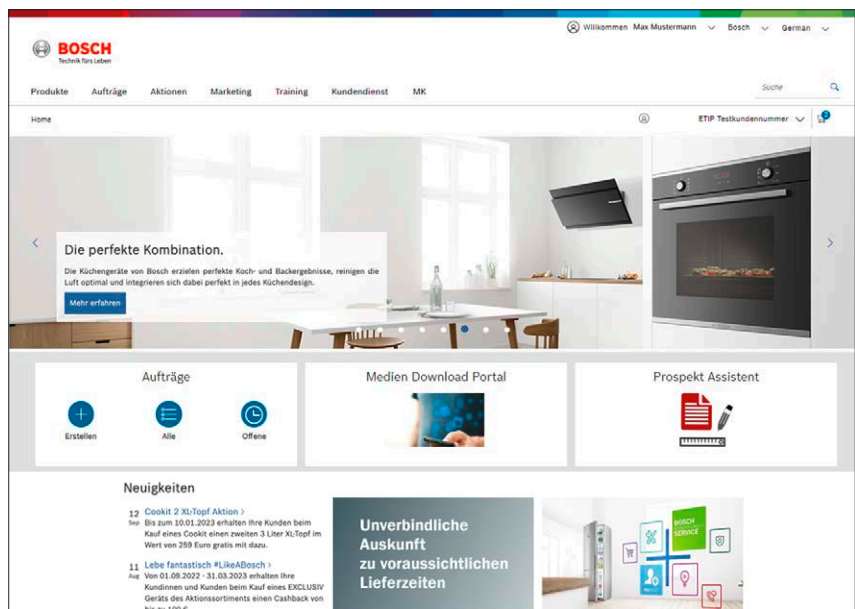 Willkommen Max Mustermann Bosch German
BOSCH
Technik fürs Leben
Produkte Aufträge Aktionen Marketing Training Kundendienst MK
Suche
Home
ETIP Testkundennummer
2
Die perfekte Kombination.
Die Küchengeräte von Bosch erzielen perfekte Koch- und Backergebnisse, reinigen die
Luft optimal und integrieren sich dabei perfekt in jedes Küchendesign.
Mehr erfahren
Aufträge
Erstellen Alle Offene
Medien Download Portal
Prospekt Assistent
Neuigkeiten
12 Cookit 2 XL-Topf Aktion >
Sep Bis zum 10.01.2023 erhalten Ihre Kunden beim
Kauf eines Cookit einen zweiten 3 Liter XL-Topf im
Wert von 259 Euro gratis mit dazu.
11 Lebe fantastisch #LikeABosch >
Aug Von 01.09.2022 - 31.03.2023 erhalten Ihre
Kundinnen und Kunden beim Kauf eines EXCLUSIV
Geräts des Aktionssortiments einen Cashback von
bis zu 100 €
Unverbindliche
Auskunft
zu voraussichtlichen
Lieferzeiten
BOSCH
SERVICE